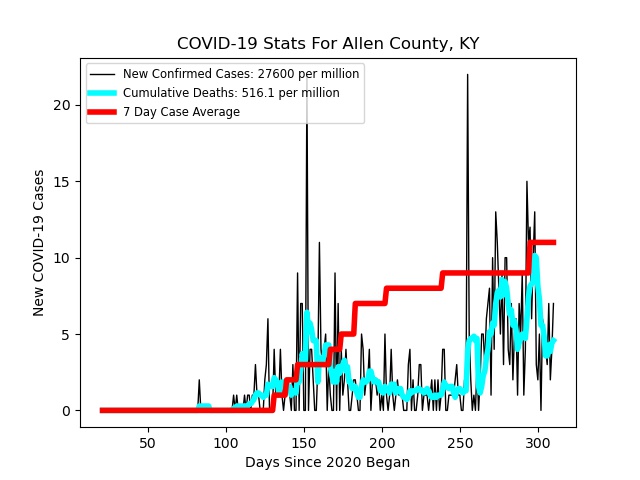 COVID-19 Stats For Allen County, KY
New Confirmed Cases: 27600 per million
Cumulative Deaths: 516.1 per million
7 Day Case Average
New COVID-19 Cases
20
15
10
5
0
50 100 150 200 250 300
Days Since 2020 Began